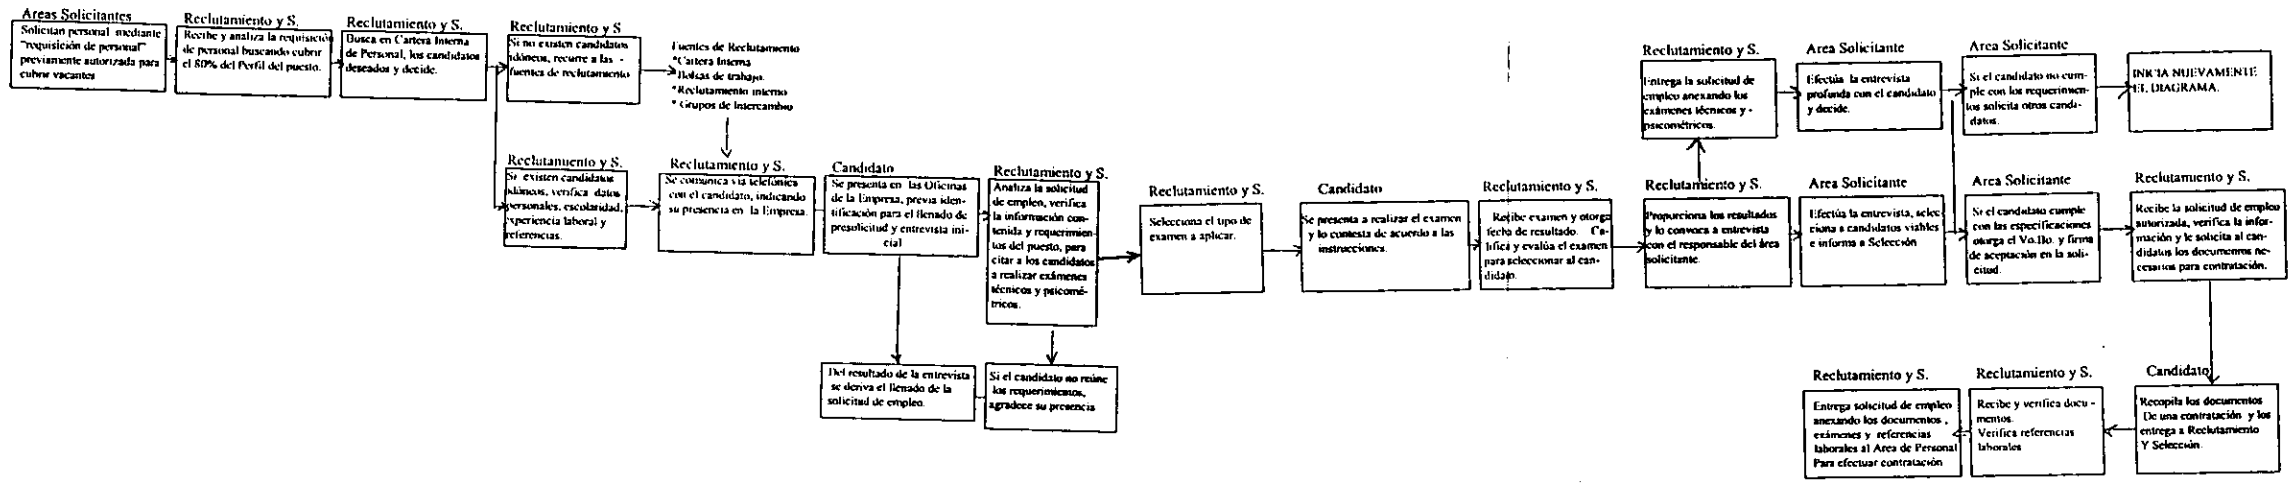 Areas Solicitantes
Solicitan personal mediante
"requisición de personal"
previamente autorizada para
cubrir vacantes
Reclutamiento y S.
Recibe y analiza la requisición
de personal buscando cubrir
el 80% del Perfil del puesto.
Reclutamiento y S.
Busca en Cartera Interna
de Personal, los candidatos
deseados y decide.
Reclutamiento y S
Si no existen candidatos
idóneos, recurre a las -
fuentes de reclutamiento
Fuentes de Reclutamiento
*Cartera Interna
*Bolsas de trabajo.
*Reclutamiento interno
* Grupos de Intercambio
Reclutamiento y S.
Si existen candidatos
idóneos, verifica datos
personales, escolaridad,
experiencia laboral y
referencias.
Reclutamiento y S.
Se comunica vía telefónica
con el candidato, indicando
su presencia en la Empresa.
Candidato
Se presenta en las Oficinas
de la Empresa, previa iden-
tificación para el llenado de
presolicitud y entrevista ini-
cial
Reclutamiento y S.
Analiza la solicitud
de empleo, verifica
la información con-
tenida y requerimien-
tos del puesto, para
citar a los candidatos
a realizar exámenes
técnicos y psicomé-
tricos.
Del resultado de la entrevista
se deriva el llenado de la
solicitud de empleo.
Si el candidato no reúne
los requerimientos,
agradece su presencia
Reclutamiento y S.
Selecciona el tipo de
examen a aplicar.
Candidato
Se presenta a realizar el examen
y lo contesta de acuerdo a las
instrucciones.
Reclutamiento y S.
Recibe examen y otorga
fecha de resultado. Ca-
lifica y evalúa el examen
para seleccionar al can-
didato.
Reclutamiento y S.
Proporciona los resultados
y lo convoca a entrevista
con el responsable del área
solicitante.
Reclutamiento y S.
Entrega la solicitud de
empleo anexando los
exámenes técnicos y -
psicométricos.
Area Solicitante
Efectúa la entrevista
profunda con el candidato
y decide.
Area Solicitante
Si el candidato no cum-
ple con los requerimien-
tos solicita otros candi-
datos.
INICIA NUEVAMENTE
EL DIAGRAMA.
Area Solicitante
Efectúa la entrevista, selec
ciona a candidatos viables
e informa a Selección
Area Solicitante
Si el candidato cumple
con las especificaciones
otorga el Vo.Bo. y firma
de aceptación en la soli-
citud.
Reclutamiento y S.
Recibe la solicitud de empleo
autorizada, verifica la infor-
mación y le solicita al can-
didatos los documentos ne-
cesarios para contratación.
Candidato
Recopila los documentos
De una contratación y los
entrega a Reclutamiento
Y Selección.
Reclutamiento y S.
Recibe y verifica docu -
mentos.
Verifica referencias
laborales
Reclutamiento y S.
Entrega solicitud de empleo
anexando los documentos ,
exámenes y referencias
laborales al Area de Personal
Para efectuar contratación